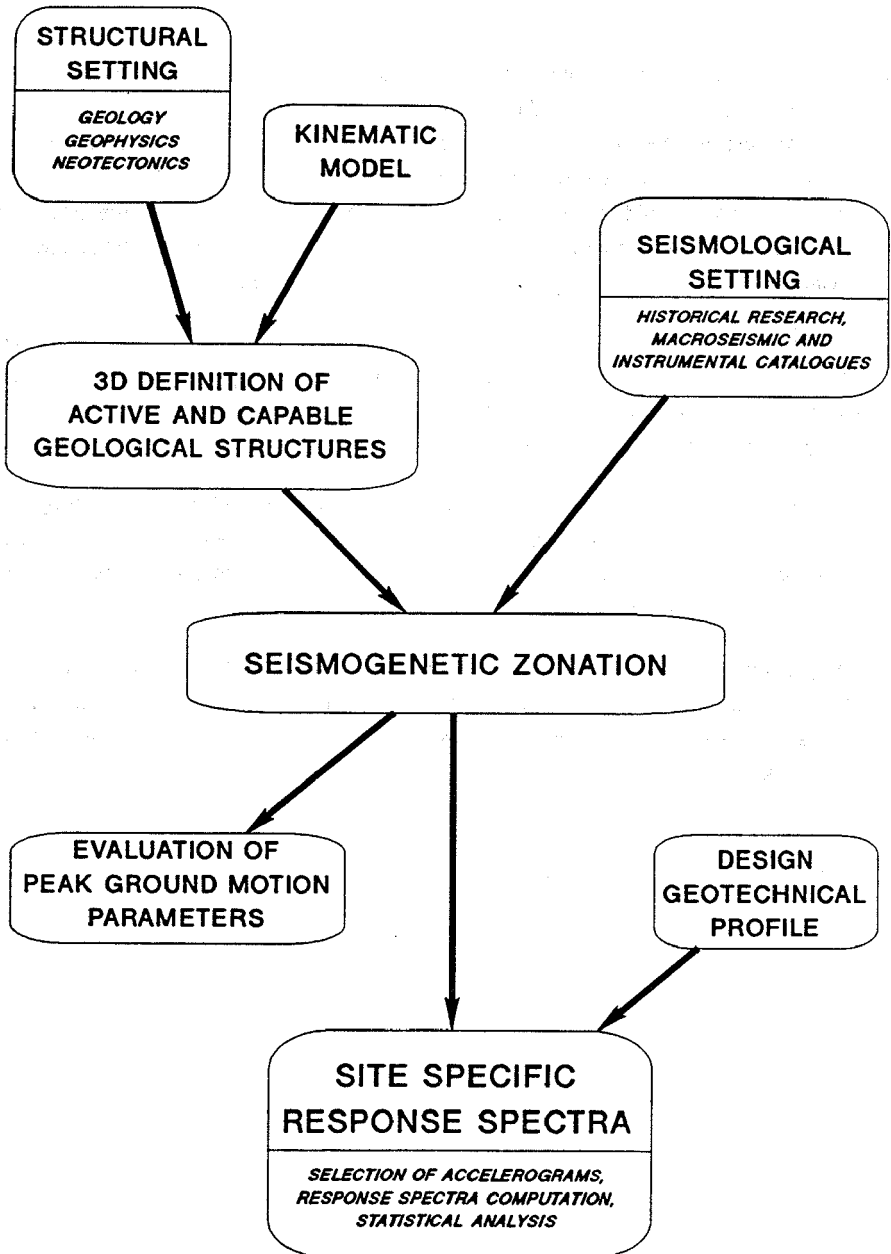 STRUCTURAL
SETTING
GEOLOGY
GEOPHYSICS
NEOTECTONICS
KINEMATIC
MODEL
SEISMOLOGICAL
SETTING
HISTORICAL RESEARCH,
MACROSEISMIC AND
INSTRUMENTAL CATALOGUES
3D DEFINITION OF
ACTIVE AND CAPABLE
GEOLOGICAL STRUCTURES
SEISMOGENETIC ZONATION
EVALUATION OF
PEAK GROUND MOTION
PARAMETERS
DESIGN
GEOTECHNICAL
PROFILE
SITE SPECIFIC
RESPONSE SPECTRA
SELECTION OF ACCELEROGRAMS,
RESPONSE SPECTRA COMPUTATION,
STATISTICAL ANALYSIS